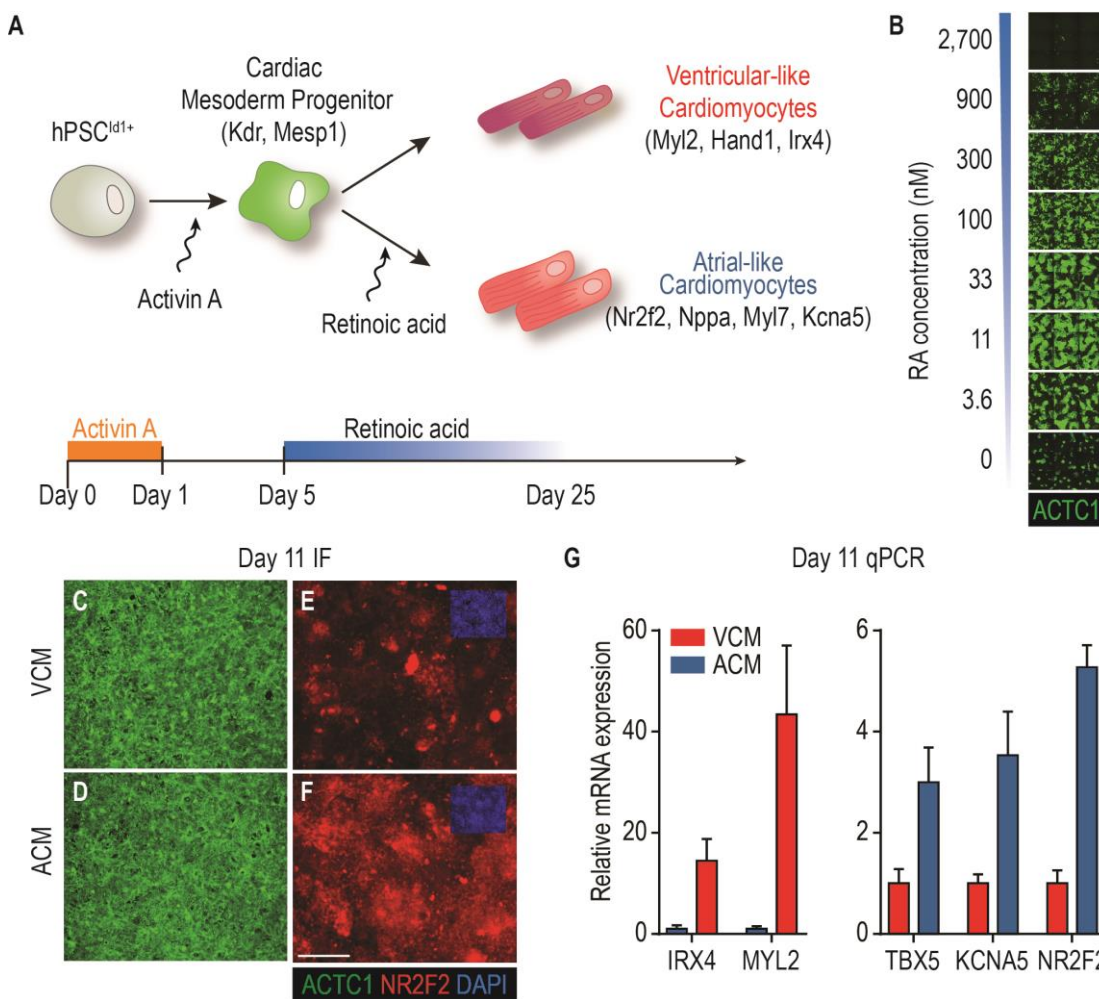 A
hPSC^Id1+
Cardiac
Mesoderm Progenitor
(Kdr, Mesp1)
Activin A
Retinoic acid
Ventricular-like
Cardiomyocytes
(Myl2, Hand1, Irx4)
Atrial-like
Cardiomyocytes
(Nr2f2, Nppa, Myl7, Kcna5)
Activin A
Retinoic acid
Day 0
Day 1
Day 5
Day 25
B
RA concentration (nM)
2,700
900
300
100
33
11
3.6
0
ACTC1
Day 11 IF
C
E
VCM
D
F
ACM
ACTC1 NR2F2 DAPI
G
Day 11 qPCR
Relative mRNA expression
60
40
20
0
VCM
ACM
IRX4 MYL2
6
4
2
0
TBX5 KCNA5 NR2F2